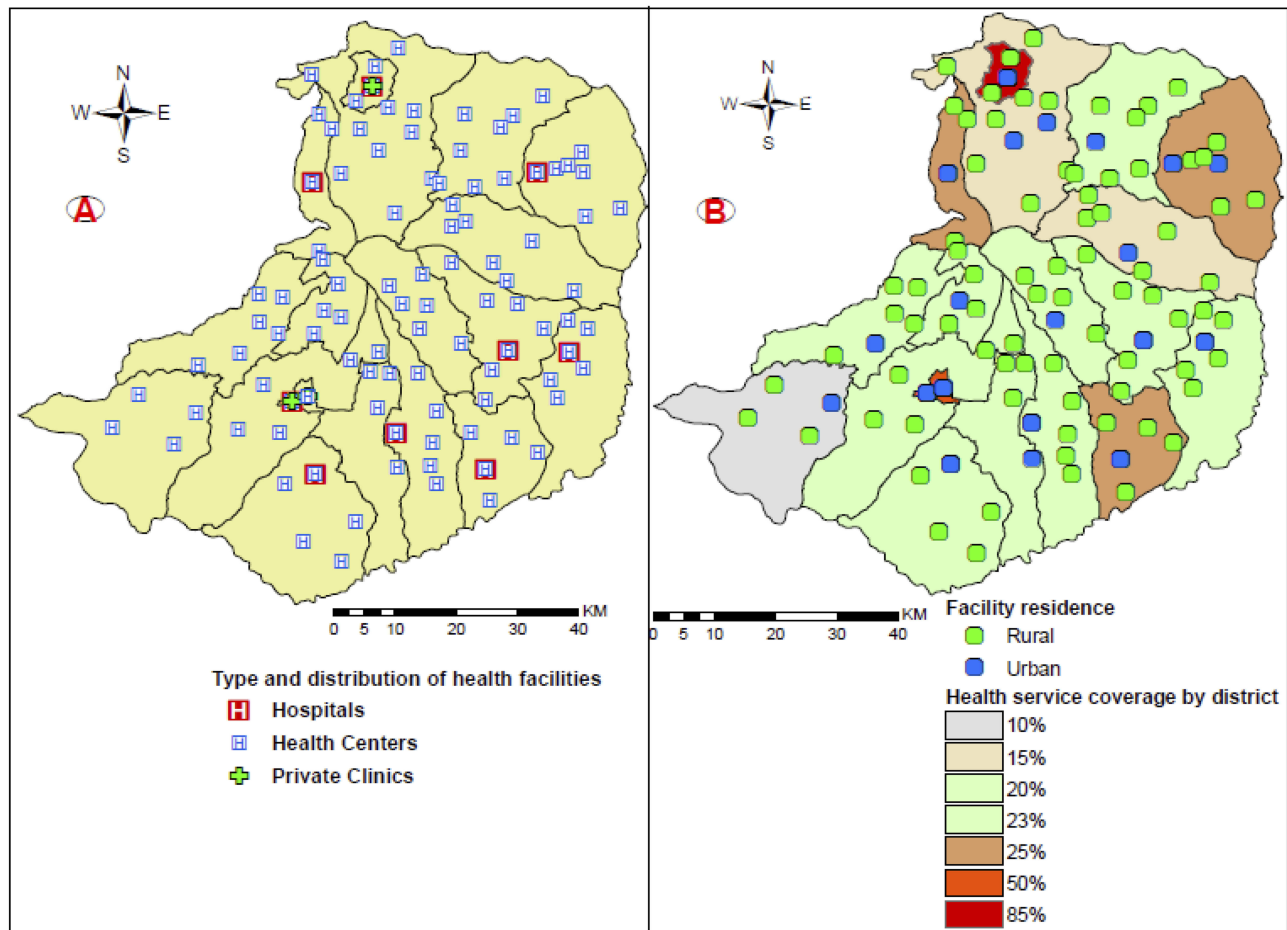 N
W E
S
A
H
KM
0 5 10 20 30 40
Type and distribution of health facilities
H Hospitals
H Health Centers
Private Clinics
N
W E
S
B
KM
0 5 10 20 30 40
Facility residence
Rural
Urban
Health service coverage by district
10%
15%
20%
23%
25%
50%
85%